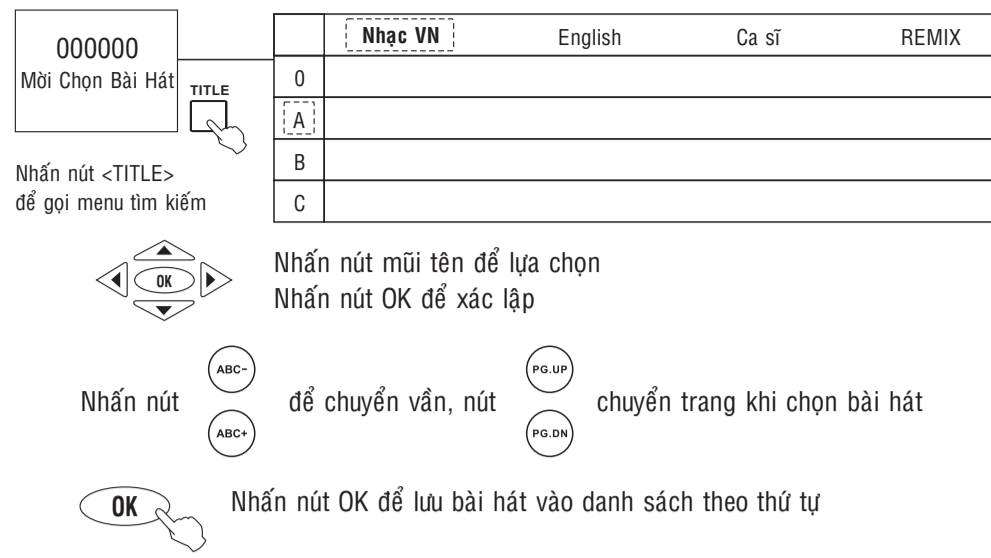 000000
Mời Chọn Bài Hát
TITLE
Nhấn nút <TITLE>
để gọi menu tìm kiếm
Nhạc VN English Ca sĩ REMIX
0
A
B
C
OK
Nhấn nút mũi tên để lựa chọn
Nhấn nút OK để xác lập
ABC-
Nhấn nút
ABC+
để chuyển vần, nút
PG.UP
PG.DN
chuyển trang khi chọn bài hát
OK
Nhấn nút OK để lưu bài hát vào danh sách theo thứ tự